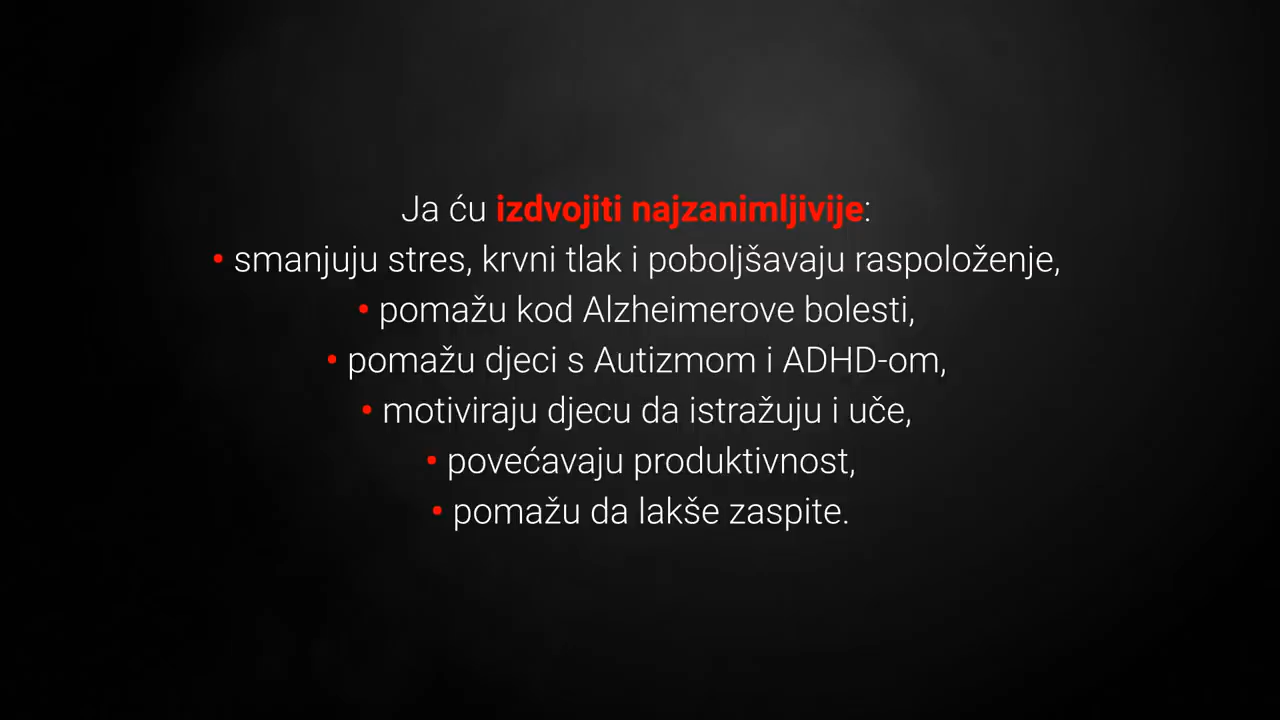 Ja ću izdvojiti najzanimljivije:
• smanjuju stres, krvni tlak i poboljšavaju raspoloženje,
• pomažu kod Alzheimerove bolesti,
• pomažu djeci s Autizmom i ADHD-om,
• motiviraju djecu da istražuju i uče,
• povećavaju produktivnost,
• pomažu da lakše zaspite.